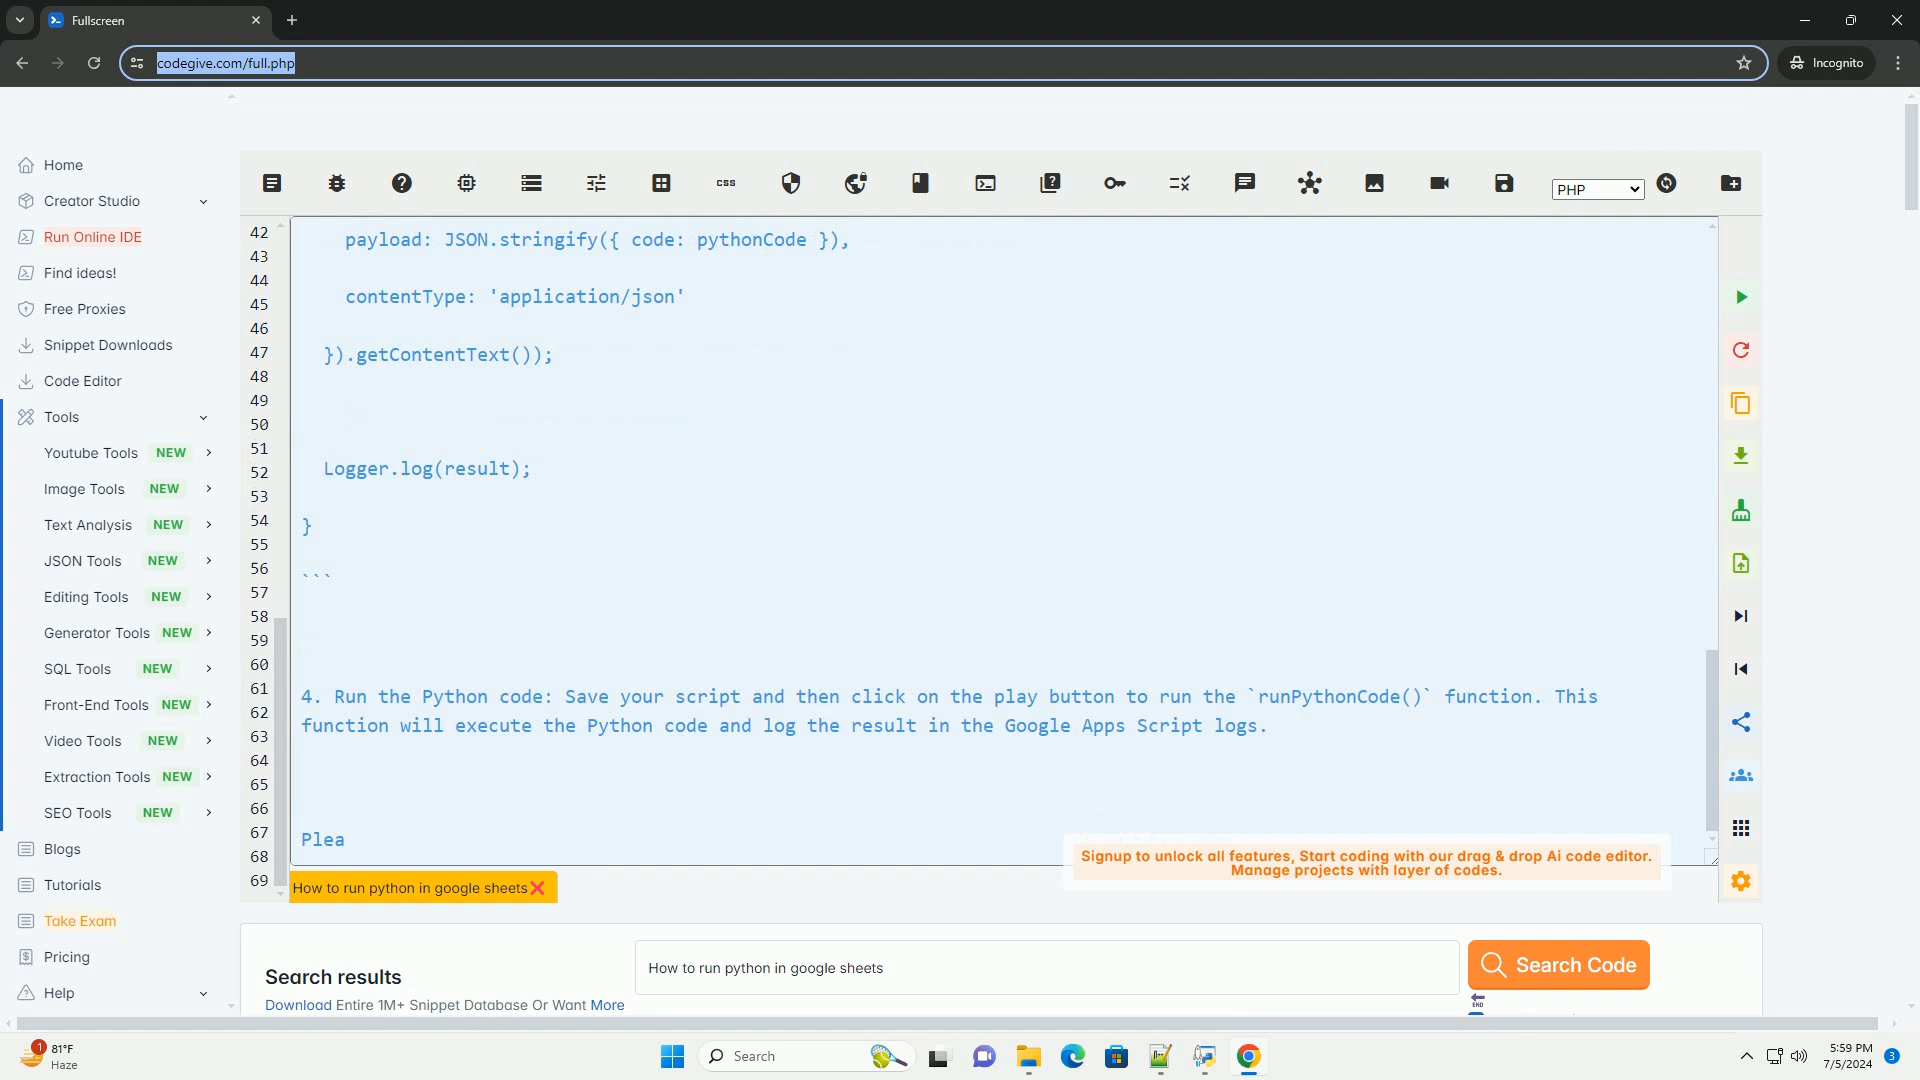 Fullscreen
codegive.com/full.php
Incognito
Home
Creator Studio
Run Online IDE
Find ideas!
Free Proxies
Snippet Downloads
Code Editor
Tools
Youtube Tools NEW
Image Tools NEW
Text Analysis NEW
JSON Tools NEW
Editing Tools NEW
Generator Tools NEW
SQL Tools NEW
Front-End Tools NEW
Video Tools NEW
Extraction Tools NEW
SEO Tools NEW
Blogs
Tutorials
Take Exam
Pricing
Help
CSS
PHP
42
43
44
45
46
47
48
49
50
51
52
53
54
55
56
57
58
59
60
61
62
63
64
65
66
67
68
69
payload: JSON.stringify({ code: pythonCode }),
contentType: 'application/json'
}).getContentText());
Logger.log(result);
}
```
4. Run the Python code: Save your script and then click on the play button to run the `runPythonCode()` function. This
function will execute the Python code and log the result in the Google Apps Script logs.
Plea
Signup to unlock all features, Start coding with our drag & drop Ai code editor.
Manage projects with layer of codes.
How to run python in google sheets
Search results
How to run python in google sheets
Search Code
Download Entire 1M+ Snippet Database Or Want More
END
1
81°F
Haze
Search
5:59 PM
7/5/2024
3